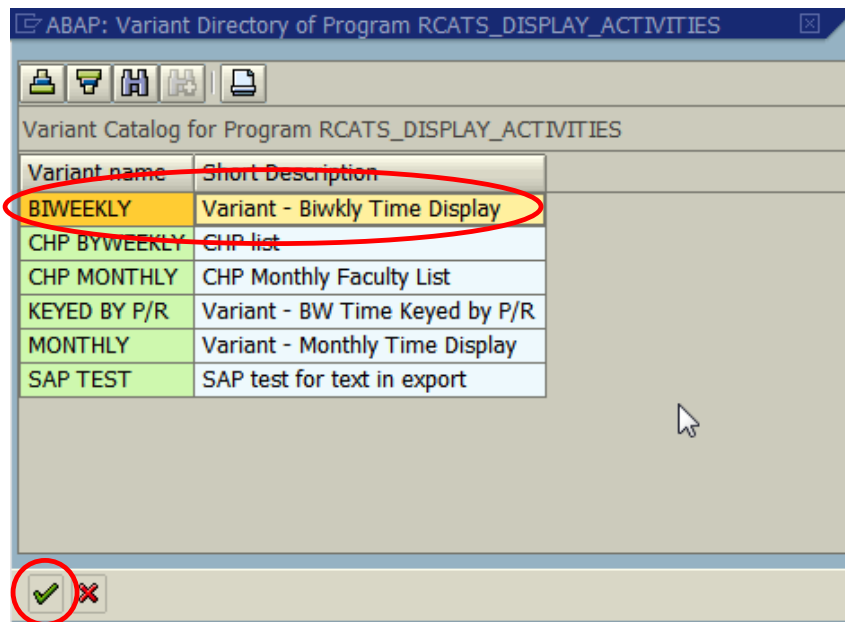 ABAP: Variant Directory of Program RCATS_DISPLAY_ACTIVITIES
Variant Catalog for Program RCATS_DISPLAY_ACTIVITIES
Variant name Short Description
BIWEEKLY Variant - Biwkly Time Display
CHP BYWEEKLY CHP list
CHP MONTHLY CHP Monthly Faculty List
KEYED BY P/R Variant - BW Time Keyed by P/R
MONTHLY Variant - Monthly Time Display
SAP TEST SAP test for text in export